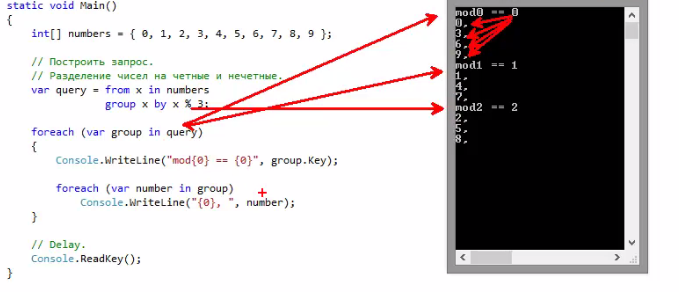 static void Main()
{
int[] numbers = { 0, 1, 2, 3, 4, 5, 6, 7, 8, 9 };
// Построить запрос.
// Разделение чисел на четные и нечетные.
var query = from x in numbers
group x by x % 3;
foreach (var group in query)
{
Console.WriteLine("mod{0} == {0}", group.Key);
foreach (var number in group)
Console.WriteLine("{0}, ", number);
}
// Delay.
Console.ReadKey();
}
mod0 == 0
0,
3,
6,
9,
mod1 == 1
1,
4,
7,
mod2 == 2
2,
5,
8,